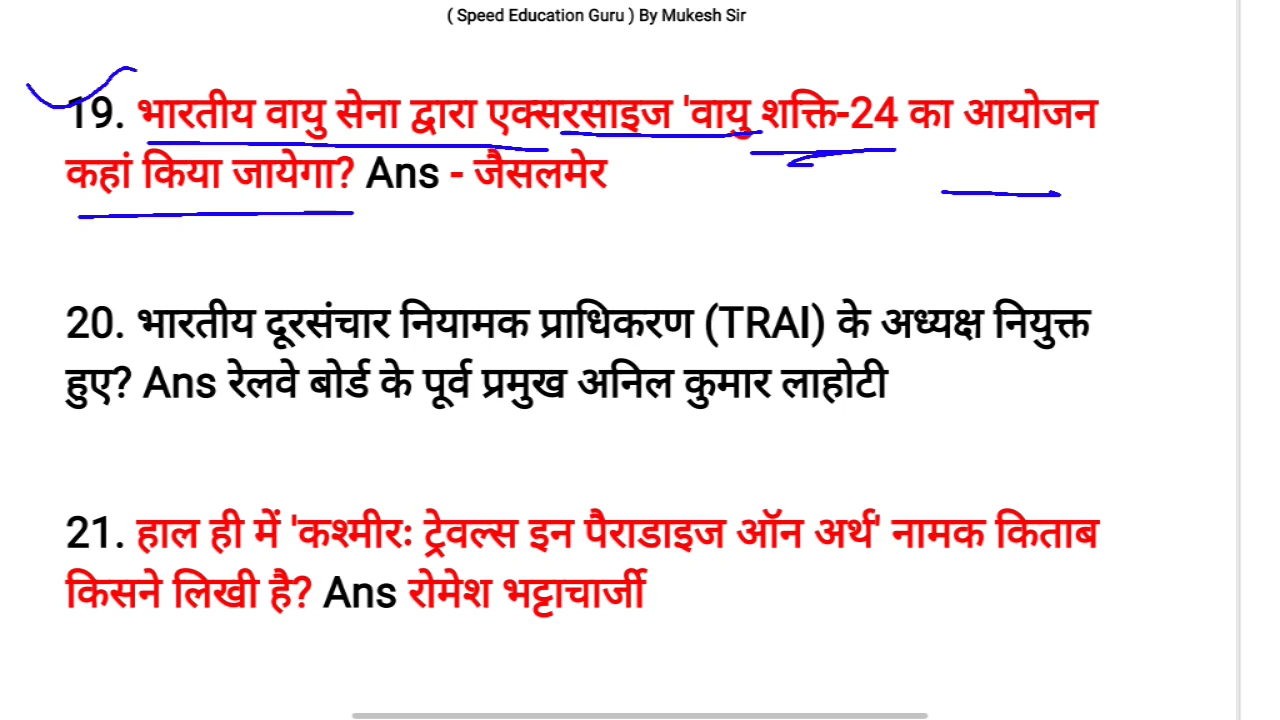 ( Speed Education Guru ) By Mukesh Sir
19. भारतीय वायु सेना द्वारा एक्सरसाइज 'वायु शक्ति-24 का आयोजन
कहां किया जायेगा? Ans - जैसलमेर
20. भारतीय दूरसंचार नियामक प्राधिकरण (TRAI) के अध्यक्ष नियुक्त
हुए? Ans रेलवे बोर्ड के पूर्व प्रमुख अनिल कुमार लाहोटी
21. हाल ही में 'कश्मीरः ट्रेवल्स इन पैराडाइज ऑन अर्थ' नामक किताब
किसने लिखी है? Ans रोमेश भट्टाचार्जी